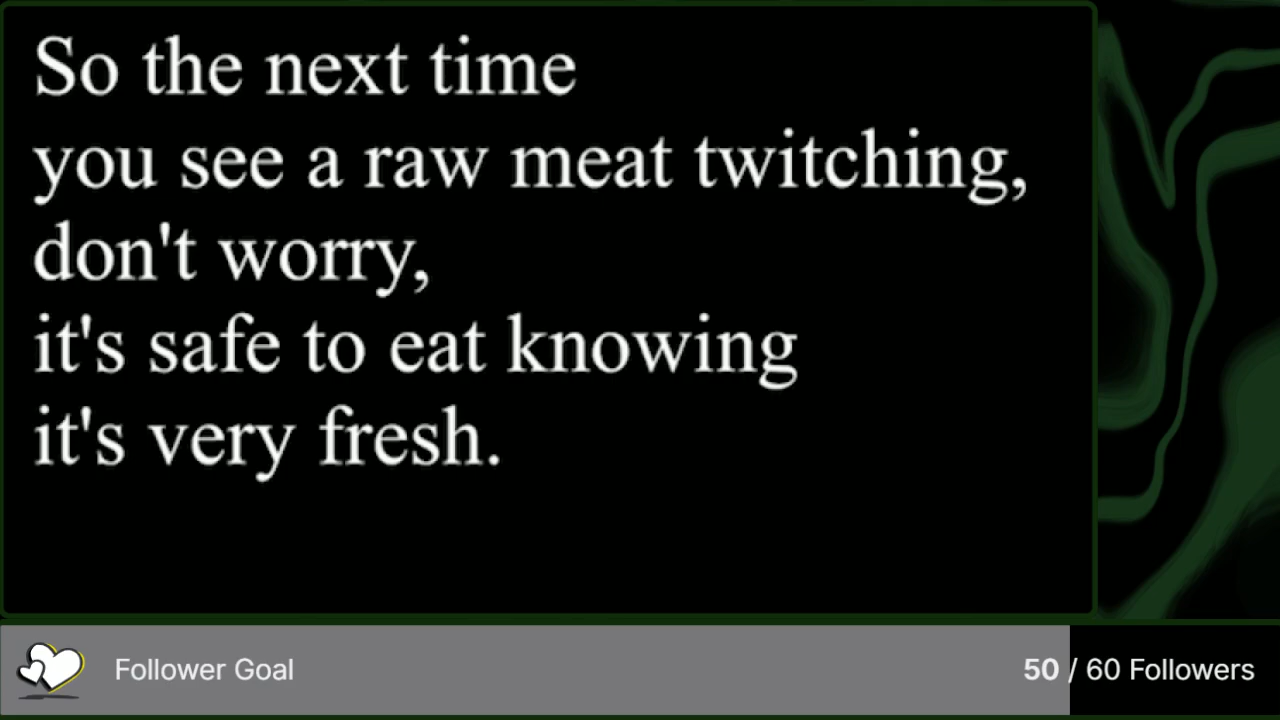 So the next time
you see a raw meat twitching,
don't worry,
it's safe to eat knowing
it's very fresh.
Follower Goal
50 / 60 Followers